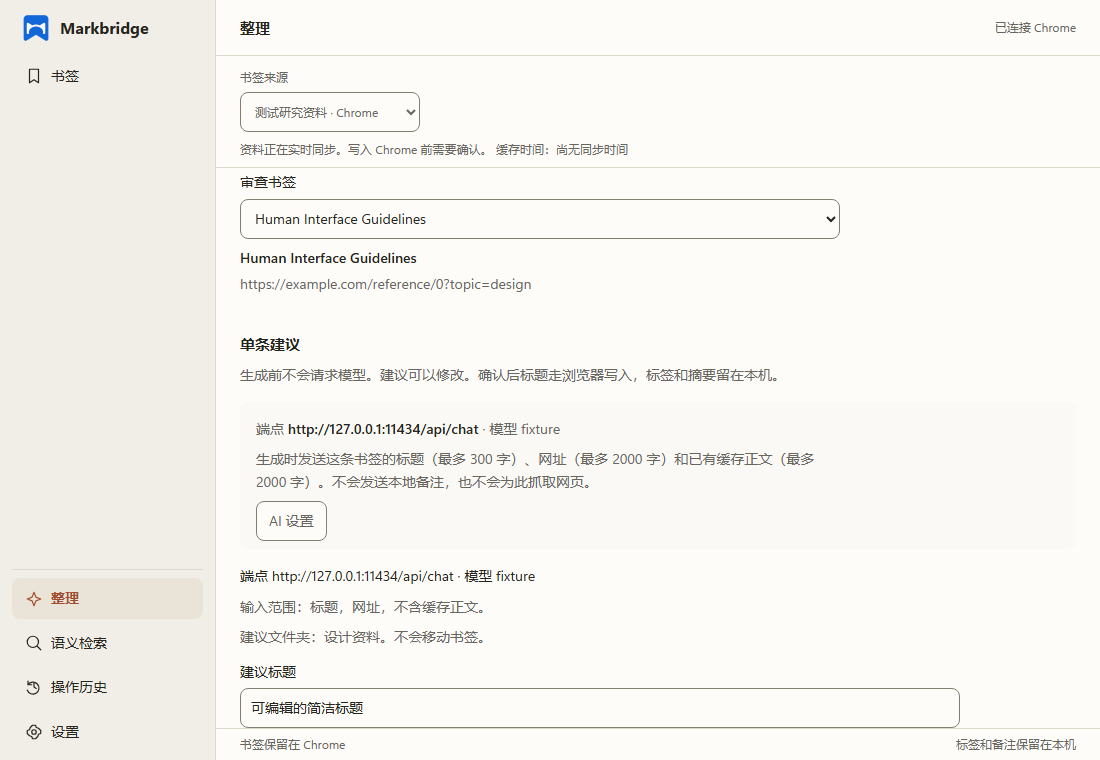 Markbridge
书签
整理
语义检索
操作历史
设置
整理
已连接 Chrome
书签来源
测试研究资料 · Chrome
资料正在实时同步。写入 Chrome 前需要确认。 缓存时间：尚无同步时间
审查书签
Human Interface Guidelines
Human Interface Guidelines
https://example.com/reference/0?topic=design
单条建议
生成前不会请求模型。建议可以修改。确认后标题走浏览器写入，标签和摘要留在本机。
端点 http://127.0.0.1:11434/api/chat · 模型 fixture
生成时发送这条书签的标题（最多 300 字）、网址（最多 2000 字）和已有缓存正文（最多
2000 字）。不会发送本地备注，也不会为此抓取网页。
AI 设置
端点 http://127.0.0.1:11434/api/chat · 模型 fixture
输入范围：标题，网址，不含缓存正文。
建议文件夹：设计资料。不会移动书签。
建议标题
可编辑的简洁标题
书签保留在 Chrome
标签和备注保留在本机